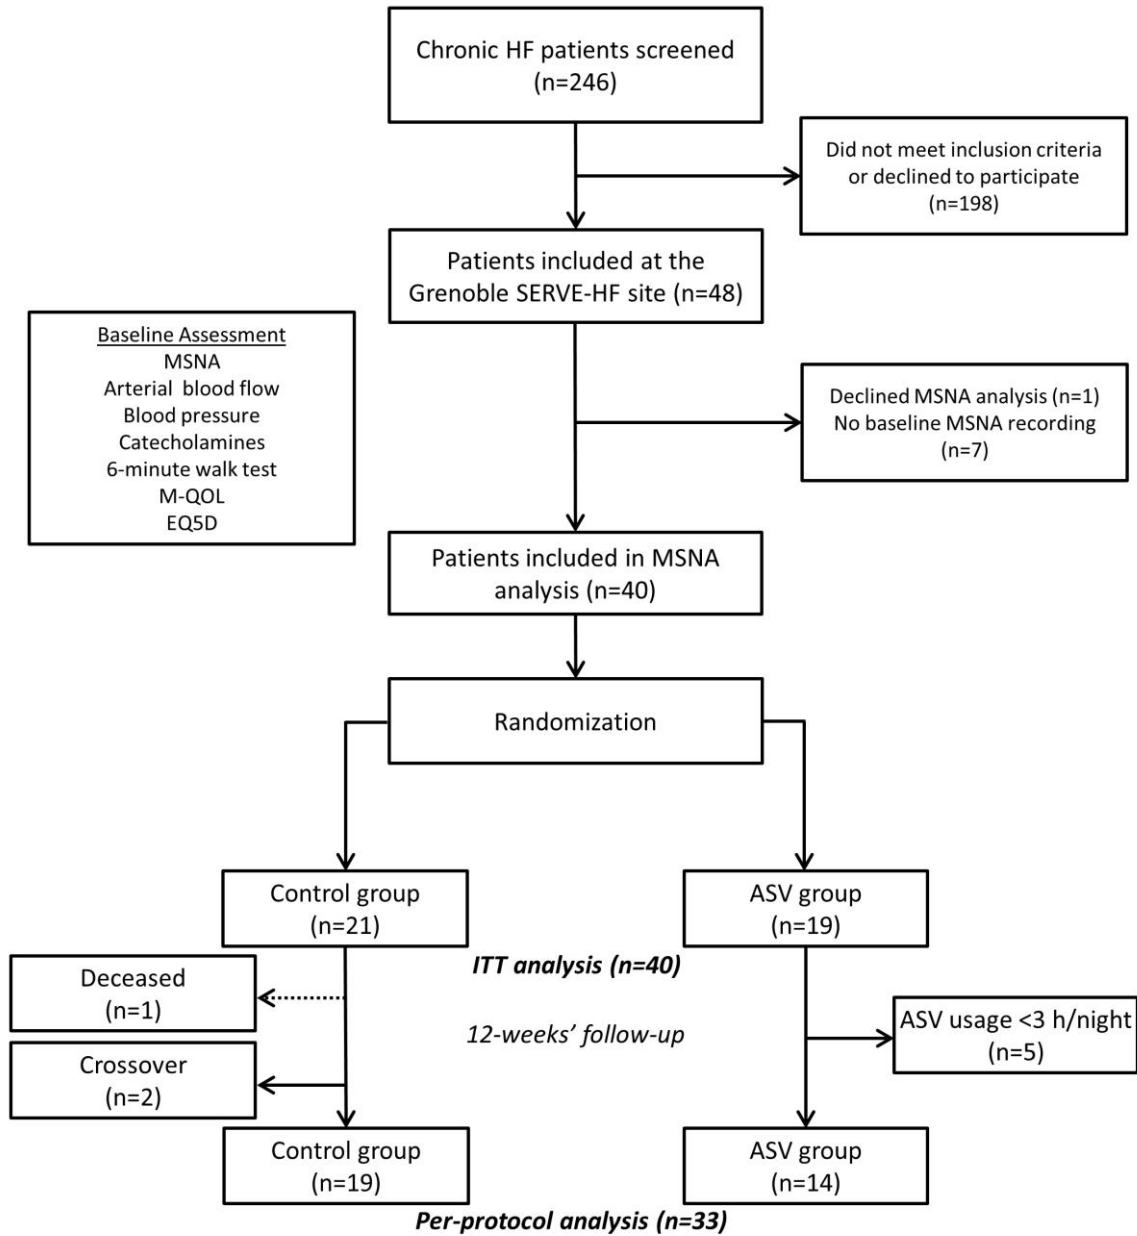 Chronic HF patients screened
(n=246)
Did not meet inclusion criteria
or declined to participate
(n=198)
Patients included at the
Grenoble SERVE-HF site (n=48)
Baseline Assessment
MSNA
Arterial blood flow
Blood pressure
Catecholamines
6-minute walk test
M-QOL
EQ5D
Declined MSNA analysis (n=1)
No baseline MSNA recording
(n=7)
Patients included in MSNA
analysis (n=40)
Randomization
Control group
(n=21)
ASV group
(n=19)
ITT analysis (n=40)
Deceased
(n=1)
12-weeks’ follow-up
ASV usage <3 h/night
(n=5)
Crossover
(n=2)
Control group
(n=19)
ASV group
(n=14)
Per-protocol analysis (n=33)